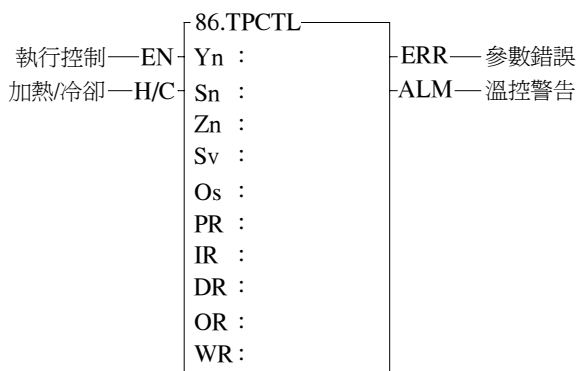 86.TPCTL
執行控制 EN Yn : ERR 參數錯誤
加熱/冷卻 H/C Sn : ALM 溫控警告
Zn :
Sv :
Os :
PR :
IR :
DR :
OR :
WR :